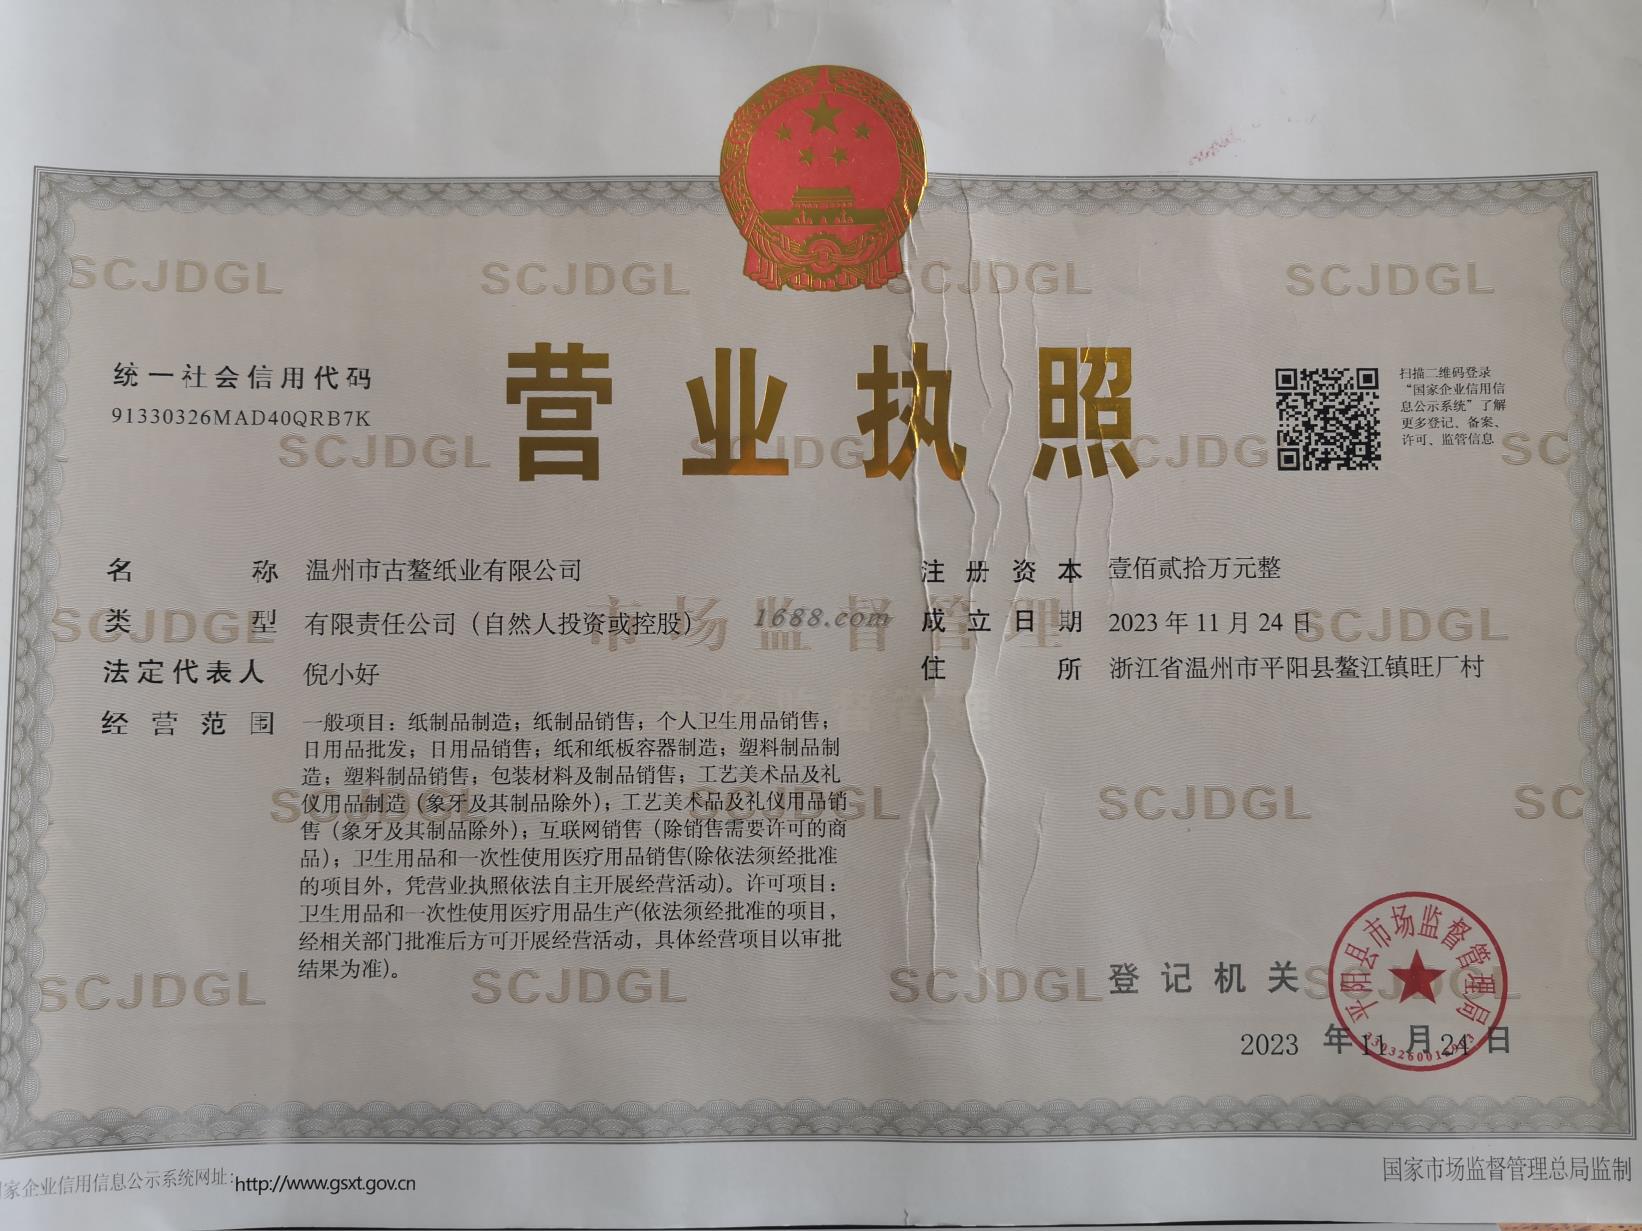 统一社会信用代码
91330326MAD40QRB7K
营业执照
扫描二维码登录
“国家企业信用信
息公示系统”了解
更多登记、备案、
许可、监管信息
名称 温州市古鳌纸业有限公司
类型 有限责任公司（自然人投资或控股）
法定代表人 倪小好
经营范围 一般项目：纸制品制造；纸制品销售；个人卫生用品销售；
日用品批发；日用品销售；纸和纸板容器制造；塑料制品制
造；塑料制品销售；包装材料及制品销售；工艺美术品及礼
仪用品制造（象牙及其制品除外）；工艺美术品及礼仪用品销
售（象牙及其制品除外）；互联网销售（除销售需要许可的商
品）；卫生用品和一次性使用医疗用品销售(除依法须经批准
的项目外，凭营业执照依法自主开展经营活动)。许可项目：
卫生用品和一次性使用医疗用品生产(依法须经批准的项目，
经相关部门批准后方可开展经营活动，具体经营项目以审批
结果为准)。
注册资本 壹佰贰拾万元整
成立日期 2023年11月24日
住所 浙江省温州市平阳县鳌江镇旺厂村
1688.com
市场监督管理
SCJDGL
登记机关
平阳县市场监督管理局
2023 年 11 月 24 日
家企业信用信息公示系统网址：http://www.gsxt.gov.cn
国家市场监督管理总局监制